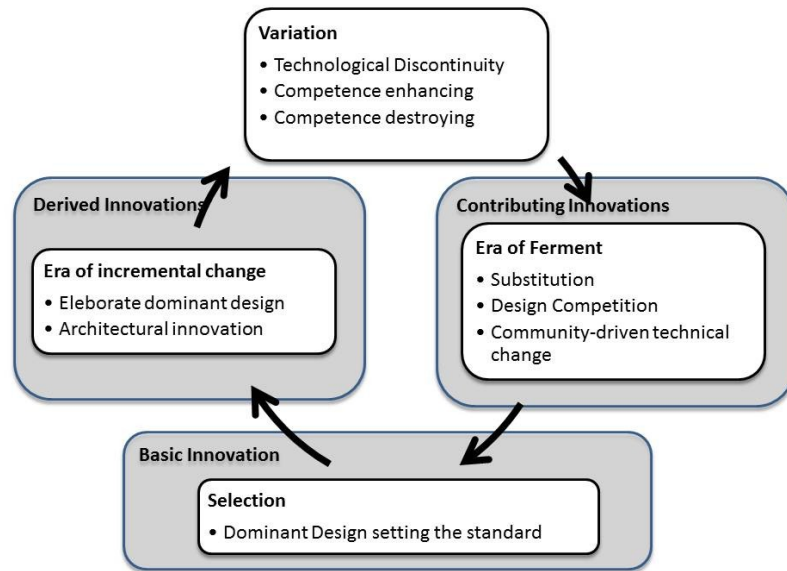 Variation
• Technological Discontinuity
• Competence enhancing
• Competence destroying
Derived Innovations
Era of incremental change
• Eleborate dominant design
• Architectural innovation
Contributing Innovations
Era of Ferment
• Substitution
• Design Competition
• Community-driven technical
change
Basic Innovation
Selection
• Dominant Design setting the standard